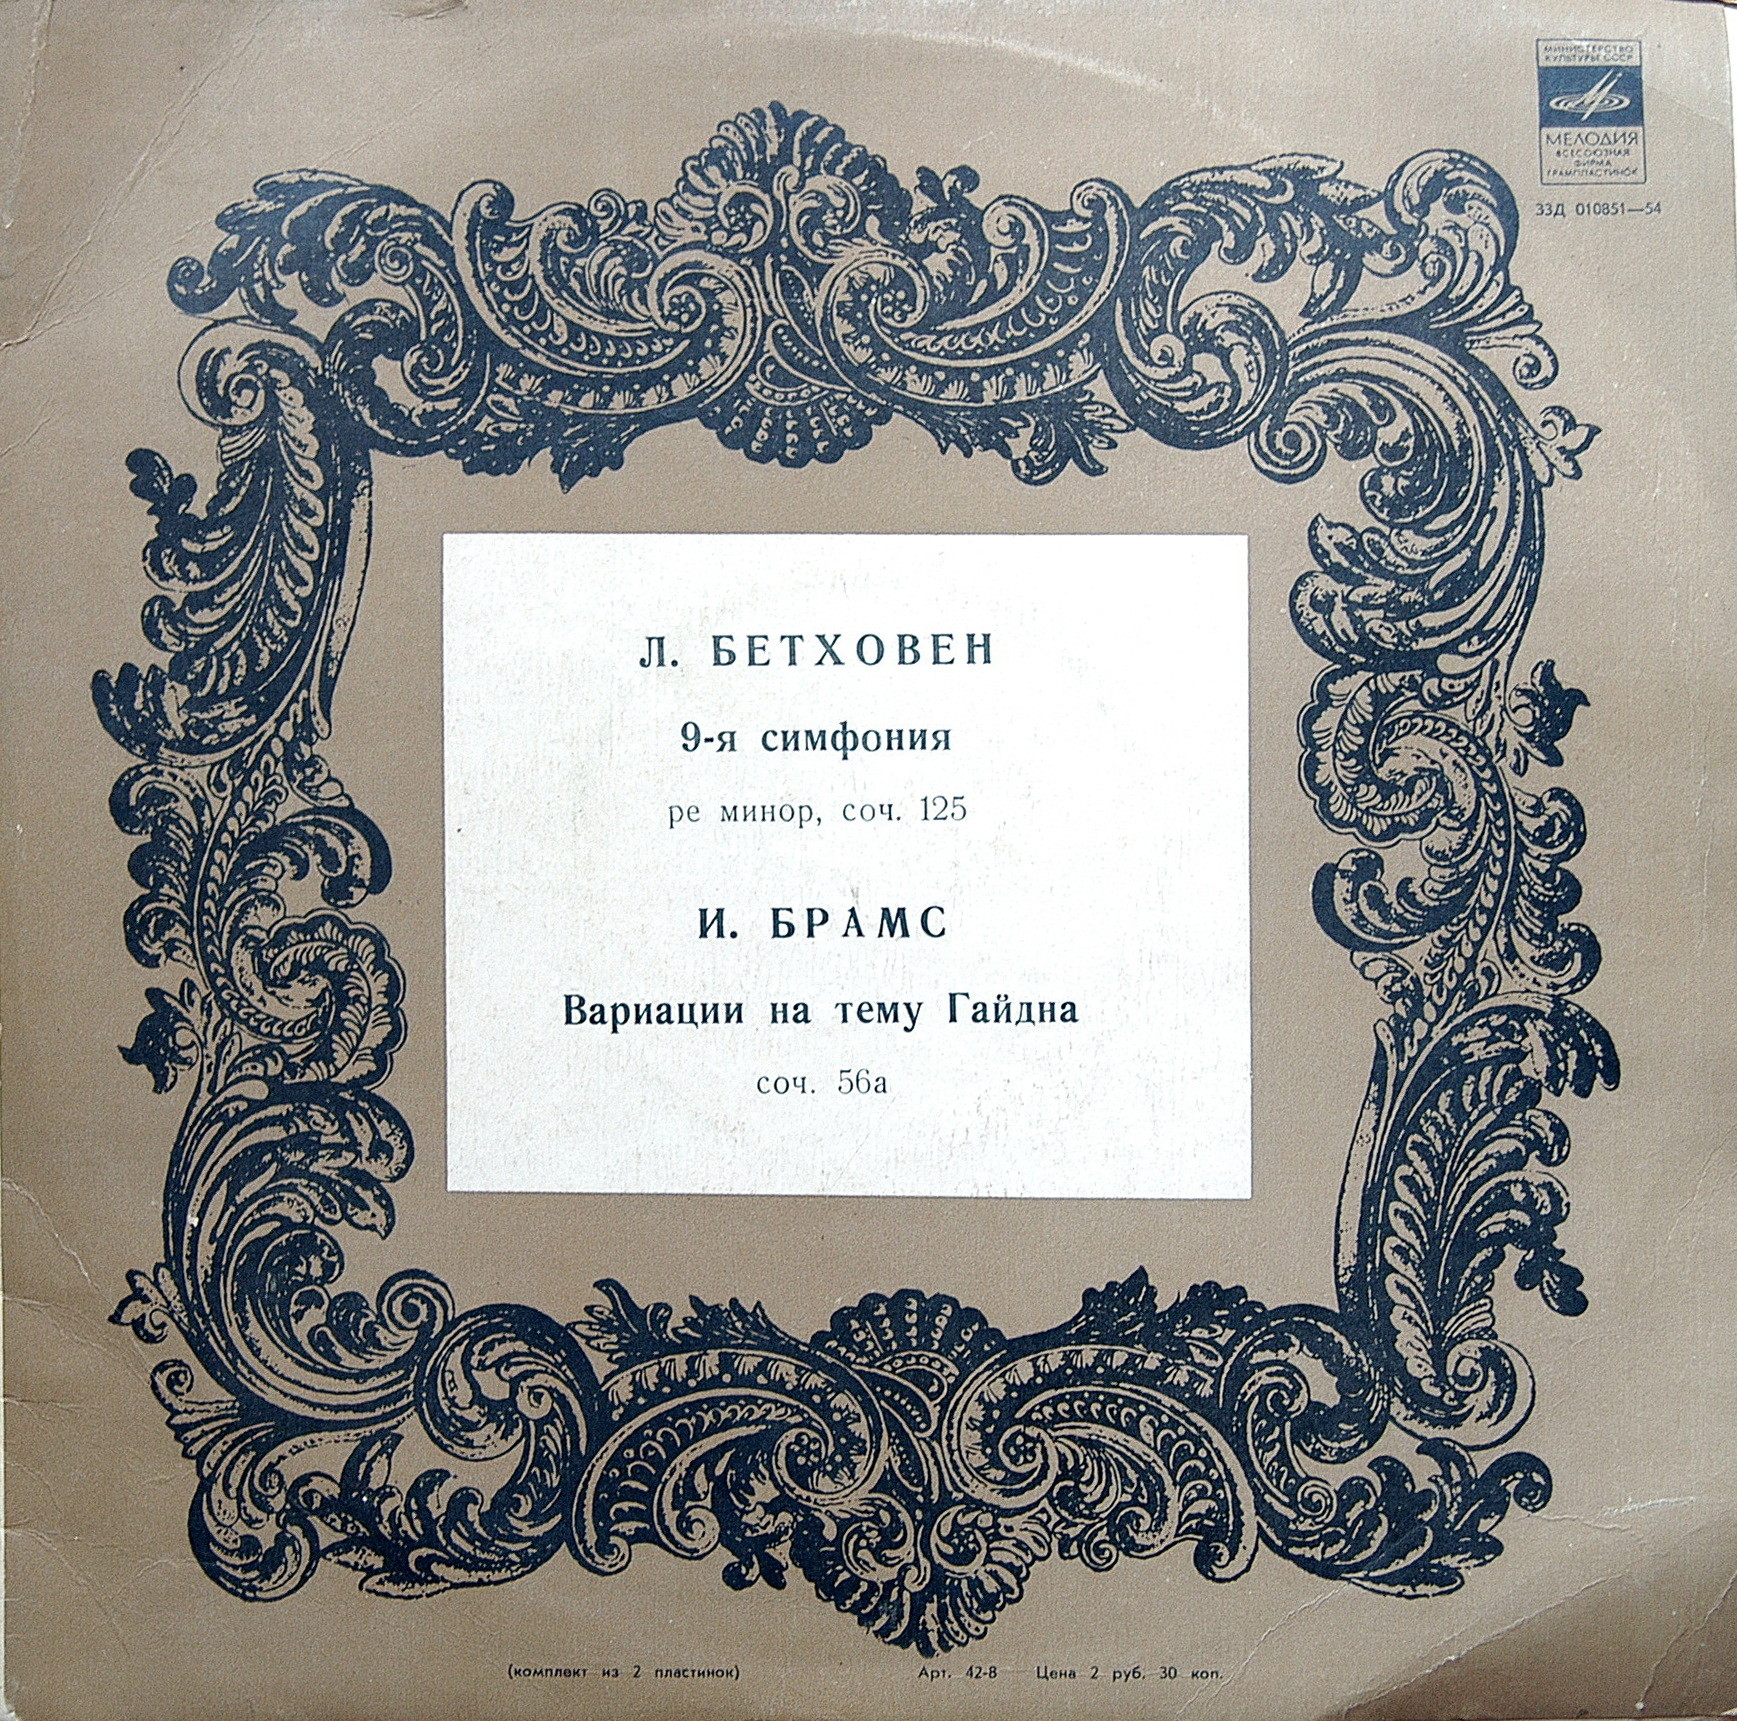 МИНИСТЕРСТВО
КУЛЬТУРЫ СССР
МЕЛОДИЯ
ВСЕСОЮЗНАЯ
ФИРМА
ГРАМПЛАСТИНОК
33Д 010851—54
Л. БЕТХОВЕН
9-я симфония
ре минор, соч. 125
И. БРАМС
Вариации на тему Гайдна
соч. 56а
(комплект из 2 пластинок) Арт. 42-8 Цена 2 руб. 30 коп.